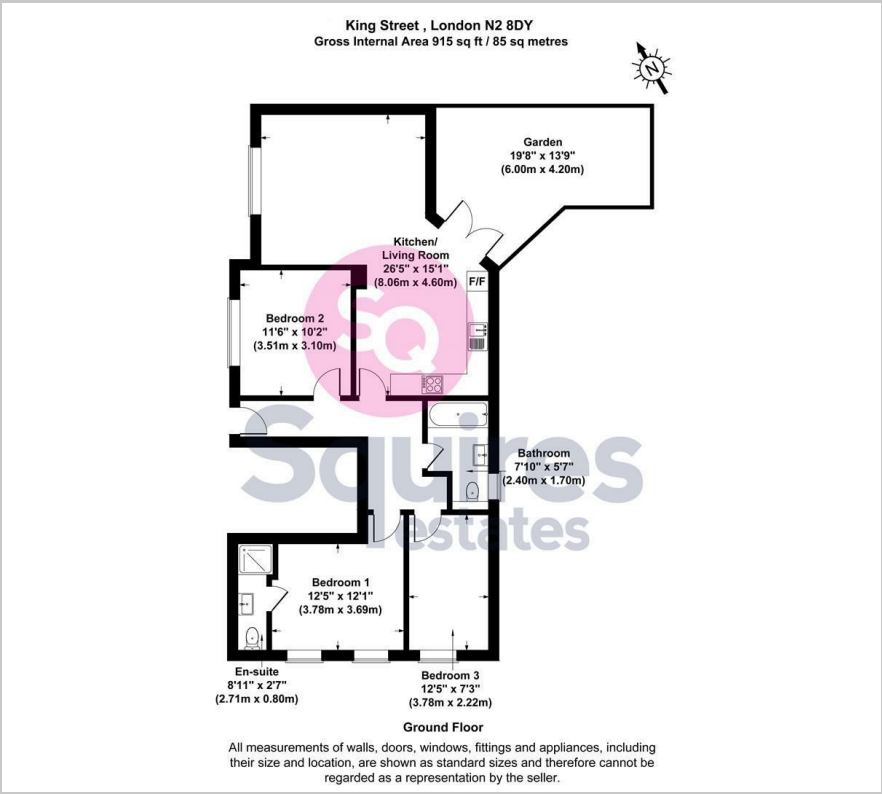 King Street , London N2 8DY
Gross Internal Area 915 sq ft / 85 sq metres
N
Garden
19'8" x 13'9"
(6.00m x 4.20m)
Kitchen/
Living Room
26'5" x 15'1"
(8.06m x 4.60m)
F/F
Bedroom 2
11'6" x 10'2"
(3.51m x 3.10m)
SQ
Squires
estates
Bathroom
7'10" x 5'7"
(2.40m x 1.70m)
Bedroom 1
12'5" x 12'1"
(3.78m x 3.69m)
En-suite
8'11" x 2'7"
(2.71m x 0.80m)
Bedroom 3
12'5" x 7'3"
(3.78m x 2.22m)
Ground Floor
All measurements of walls, doors, windows, fittings and appliances, including
their size and location, are shown as standard sizes and therefore cannot be
regarded as a representation by the seller.